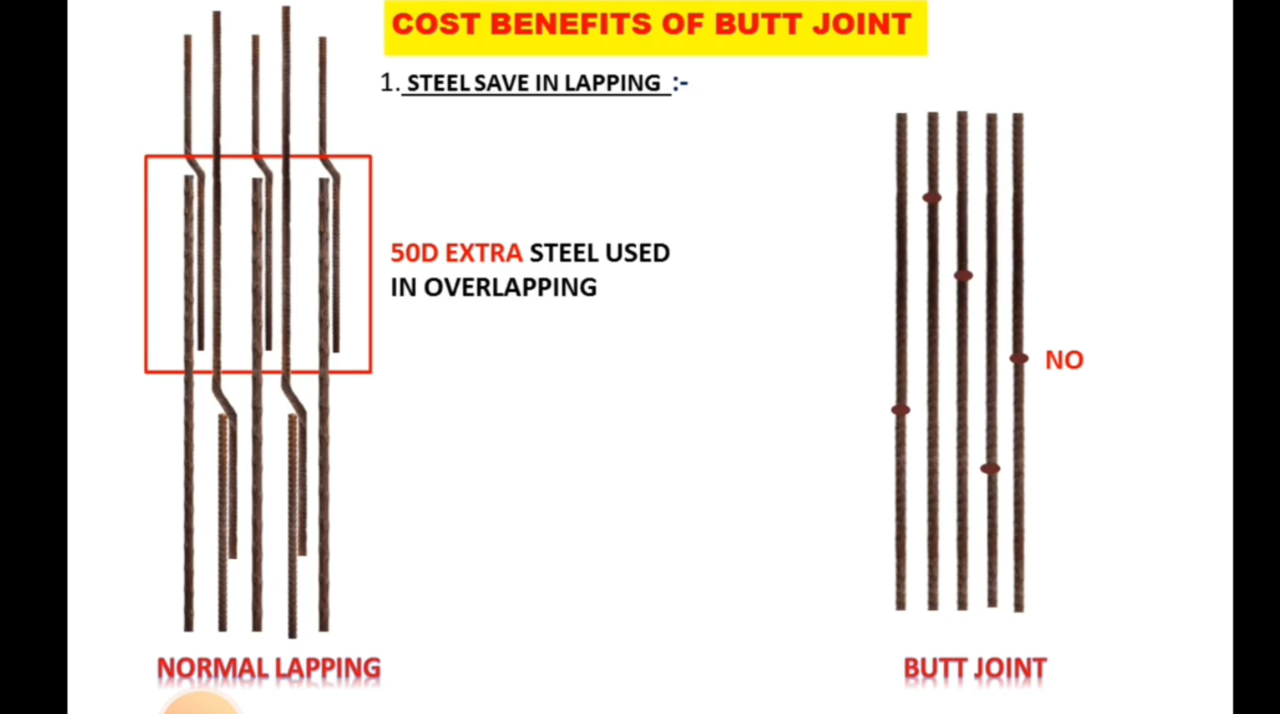 COST BENEFITS OF BUTT JOINT
1. STEEL SAVE IN LAPPING :-
50D EXTRA STEEL USED
IN OVERLAPPING
NO
NORMAL LAPPING
BUTT JOINT